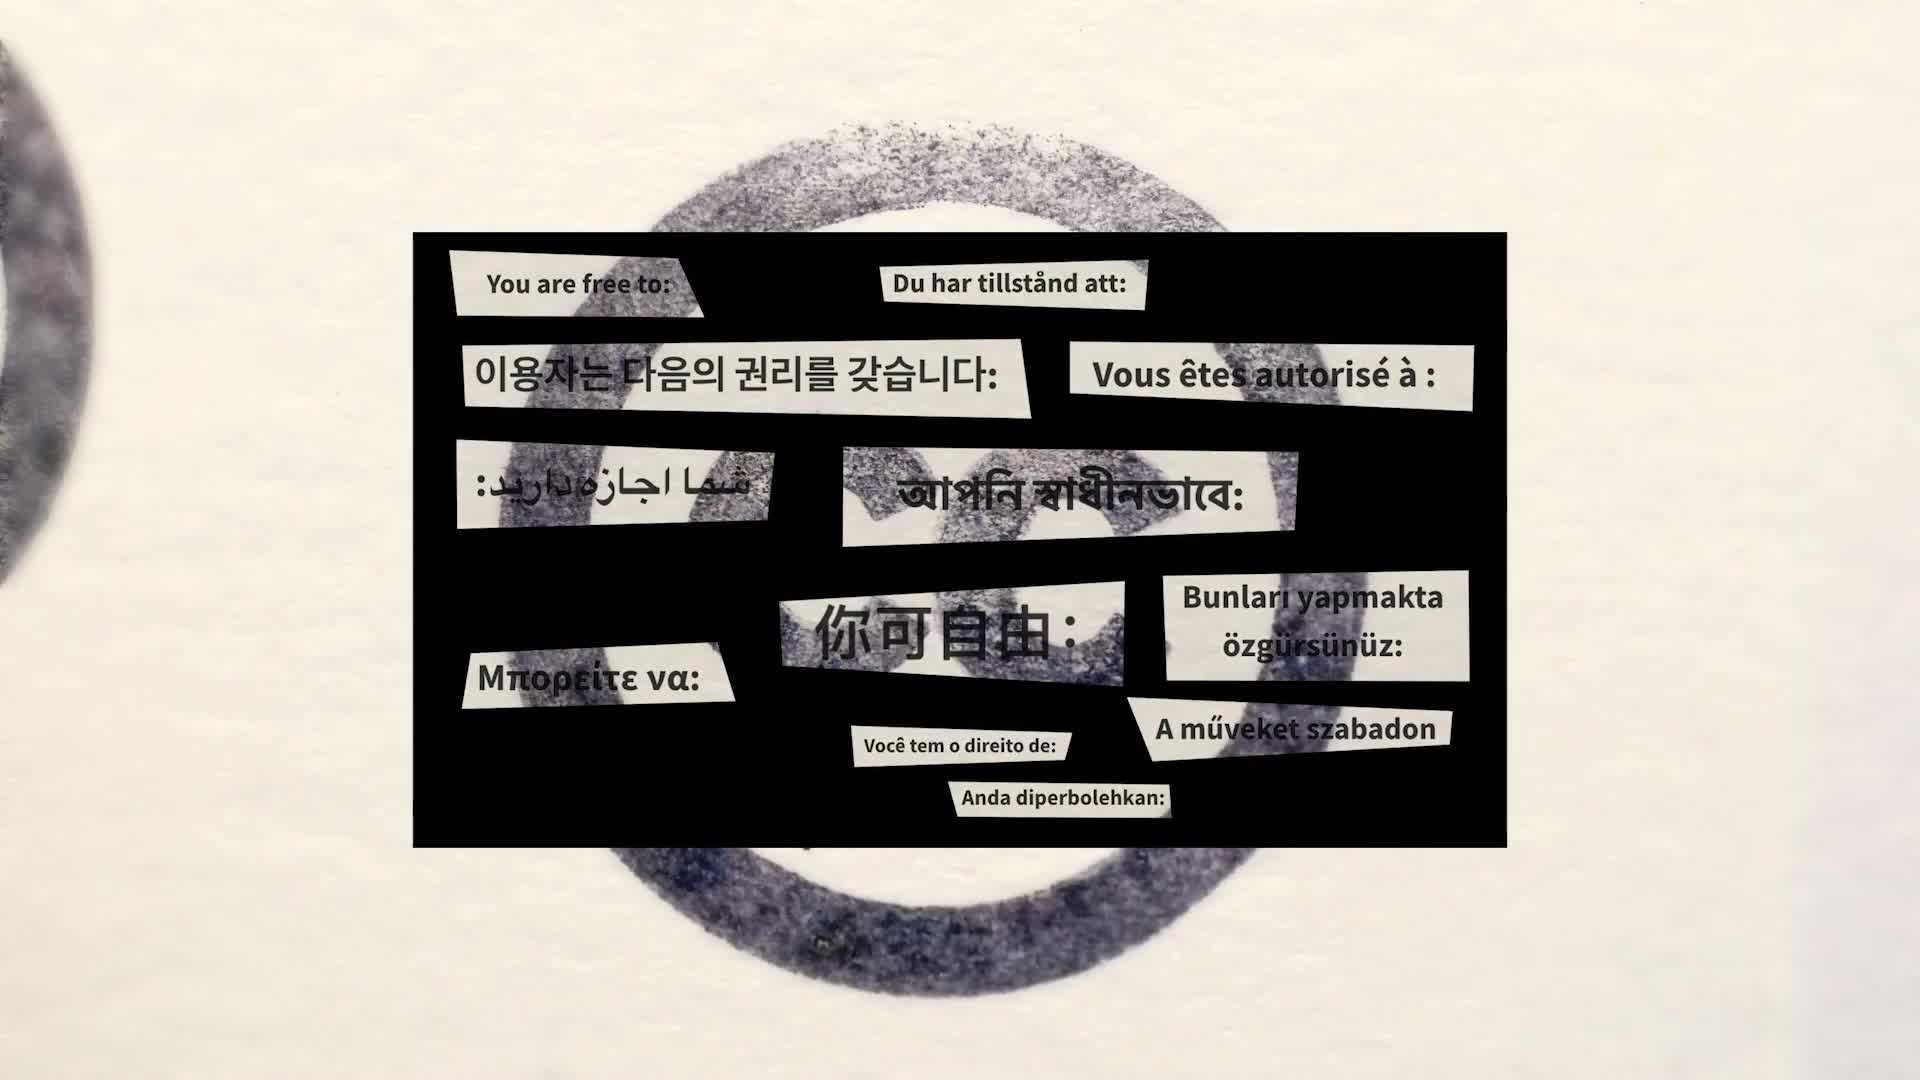 You are free to:
Du har tillstånd att:
이용자는 다음의 권리를 갖습니다:
Vous êtes autorisé à :
شما اجازه دارید:
আপনি স্বাধীনভাবে:
你可自由：
Bunları yapmakta
özgürsünüz:
Μπορείτε να:
A műveket szabadon
Você tem o direito de:
Anda diperbolehkan: